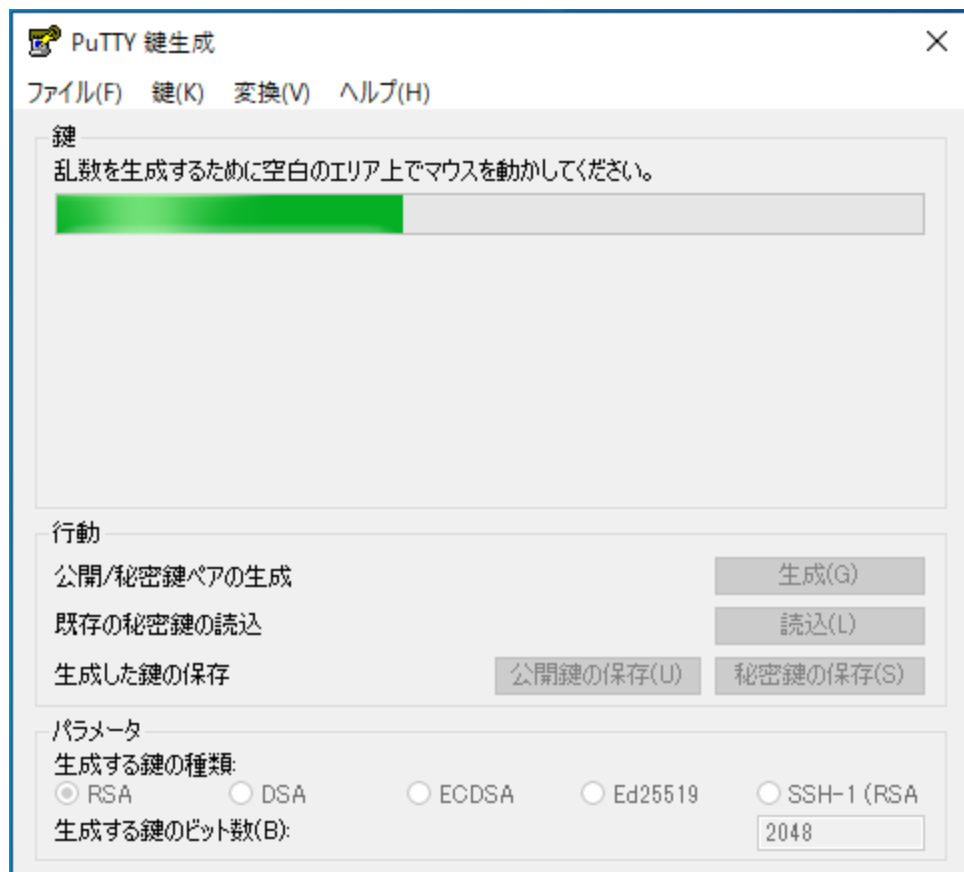 PuTTY 鍵生成
ファイル(F) 鍵(K) 変換(V) ヘルプ(H)
鍵
乱数を生成するために空白のエリア上でマウスを動かしてください。
行動
公開/秘密鍵ペアの生成 生成(G)
既存の秘密鍵の読込 読込(L)
生成した鍵の保存 公開鍵の保存(U) 秘密鍵の保存(S)
パラメータ
生成する鍵の種類:
RSA DSA ECDSA Ed25519 SSH-1 (RSA
生成する鍵のビット数(B): 2048